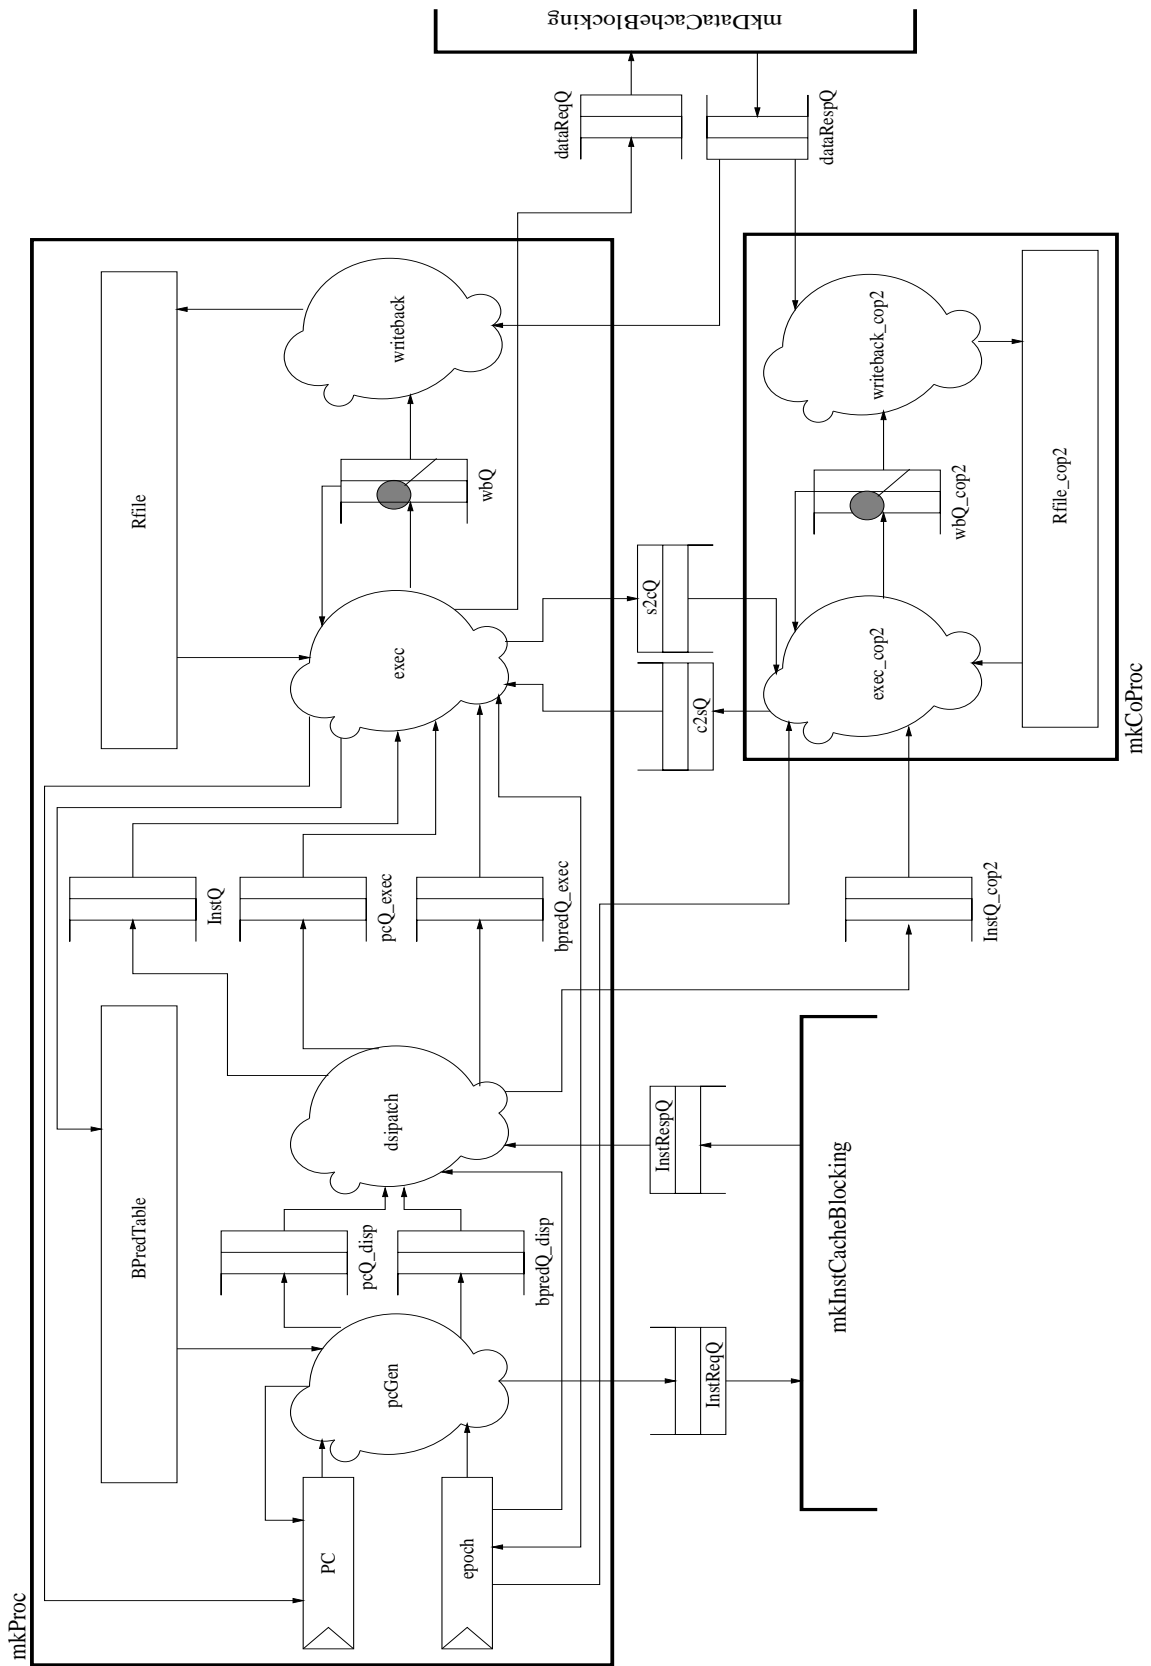 mkDataCacheBlocking
dataReqQ
dataRespQ
Rfile
writeback
writeback_cop2
wbQ
wbQ_cop2
Rfile_cop2
s2cQ
exec
exec_cop2
c2sQ
mkCoProc
InstQ
pcQ_exec
bpredQ_exec
InstQ_cop2
BPredTable
dsipatch
InstRespQ
mkInstCacheBlocking
pcQ_disp
bpredQ_disp
pcGen
InstReqQ
PC
epoch
mkProc